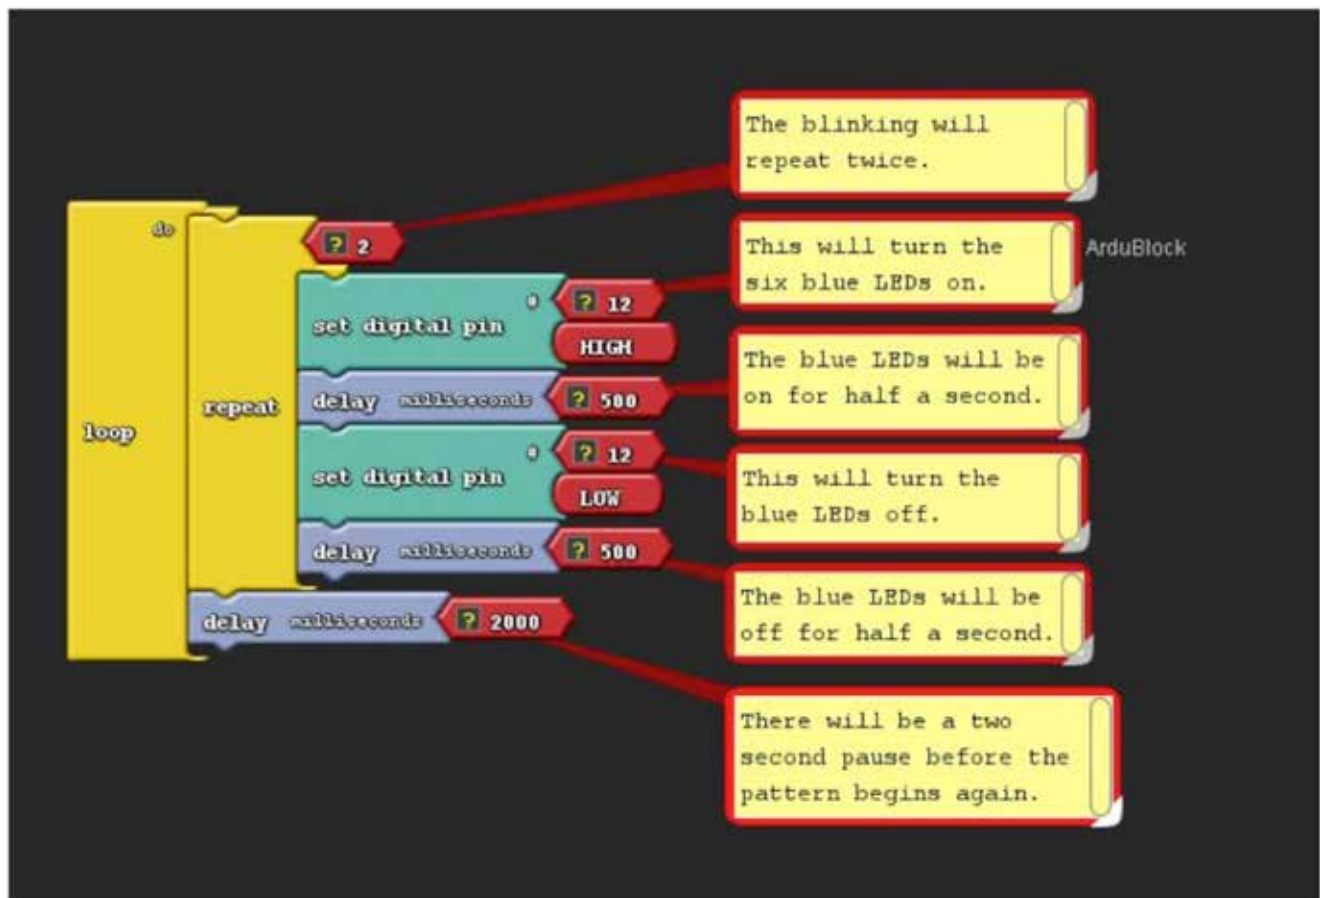 The blinking will
repeat twice.
do
? 2
This will turn the
six blue LEDs on.
ArduBlock
#
? 12
set digital pin
HIGH
The blue LEDs will be
on for half a second.
repeat
delay milliseconds ? 500
loop
#
? 12
set digital pin
LOW
This will turn the
blue LEDs off.
delay milliseconds ? 500
The blue LEDs will be
off for half a second.
delay milliseconds ? 2000
There will be a two
second pause before the
pattern begins again.